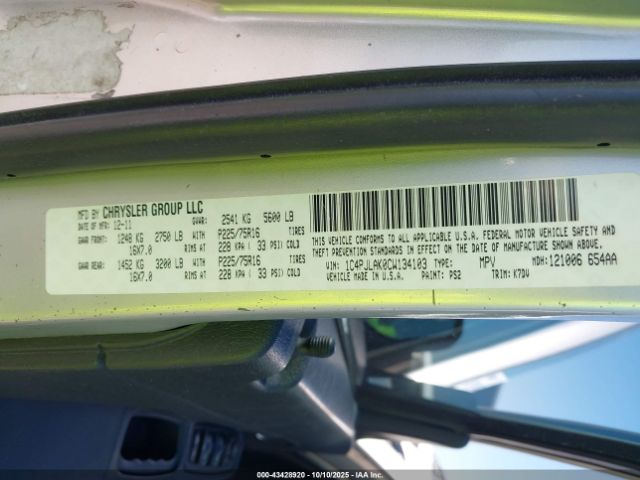 MFD BY CHRYSLER GROUP LLC
DATE OF MFR: 12-11 GVWR: 2541 KG 5600 LB
GAWR FRONT: 1248 KG 2750 LB WITH P225/75R16 TIRES
16X7.0 RIMS AT 228 KPA ( 33 PSI) COLD
GAWR REAR: 1452 KG 3200 LB WITH P225/75R16 TIRES
16X7.0 RIMS AT 228 KPA ( 33 PSI) COLD
THIS VEHICLE CONFORMS TO ALL APPLICABLE U.S.A. FEDERAL MOTOR VEHICLE SAFETY AND
THEFT PREVENTION STANDARDS IN EFFECT ON THE DATE OF MANUFACTURE SHOWN ABOVE.
VIN: 1C4PJLAK0CW134103 TYPE: MPV MDH: 121006 654AA
VEHICLE MADE IN U.S.A. PAINT: PS2 TRIM: K7DV
000-43428920 - 10/10/2025 - IAAI.com